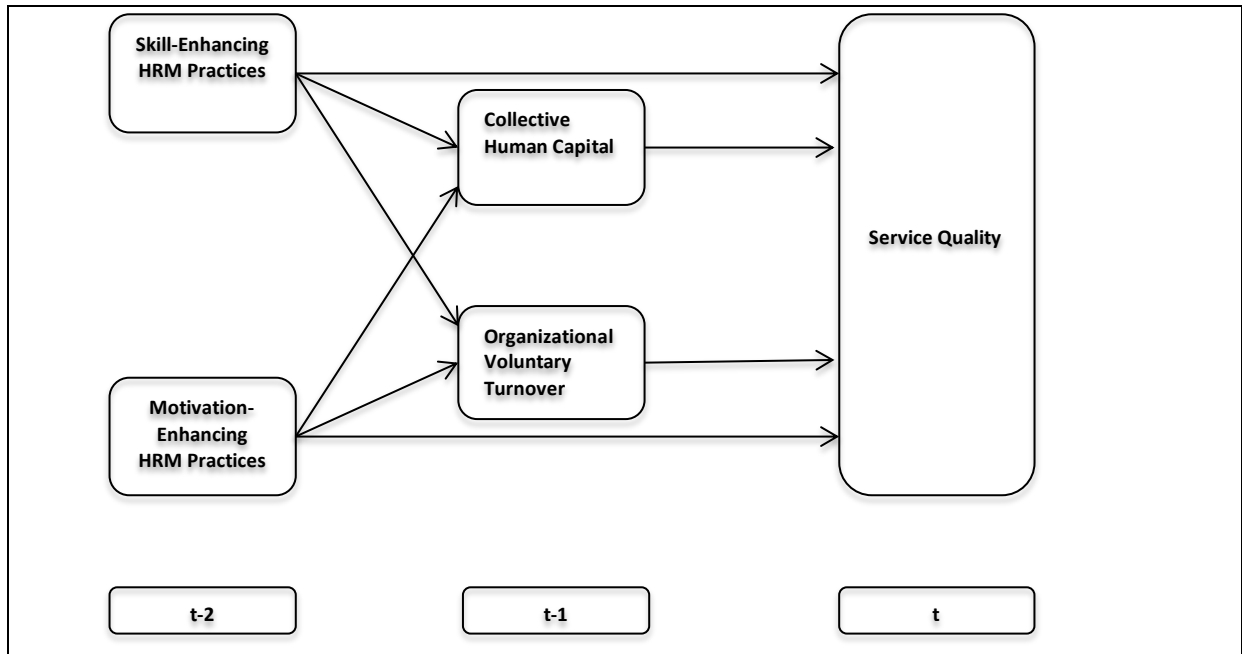 Skill-Enhancing
HRM Practices
Collective
Human Capital
Service Quality
Organizational
Voluntary
Turnover
Motivation-
Enhancing
HRM Practices
t-2
t-1
t